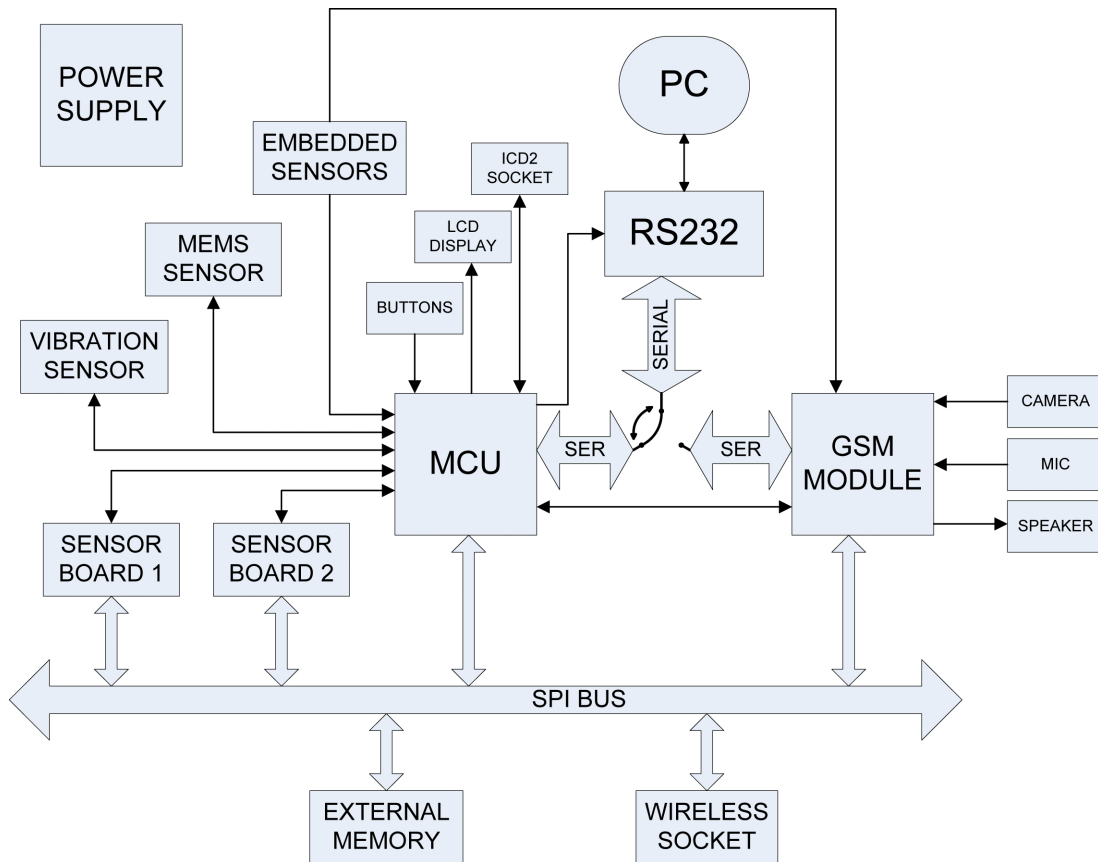 POWER
SUPPLY
PC
EMBEDDED
SENSORS
ICD2
SOCKET
RS232
LCD
DISPLAY
MEMS
SENSOR
BUTTONS
VIBRATION
SENSOR
SERIAL
MCU
SER
SER
GSM
MODULE
CAMERA
MIC
SPEAKER
SENSOR
BOARD 1
SENSOR
BOARD 2
SPI BUS
EXTERNAL
MEMORY
WIRELESS
SOCKET